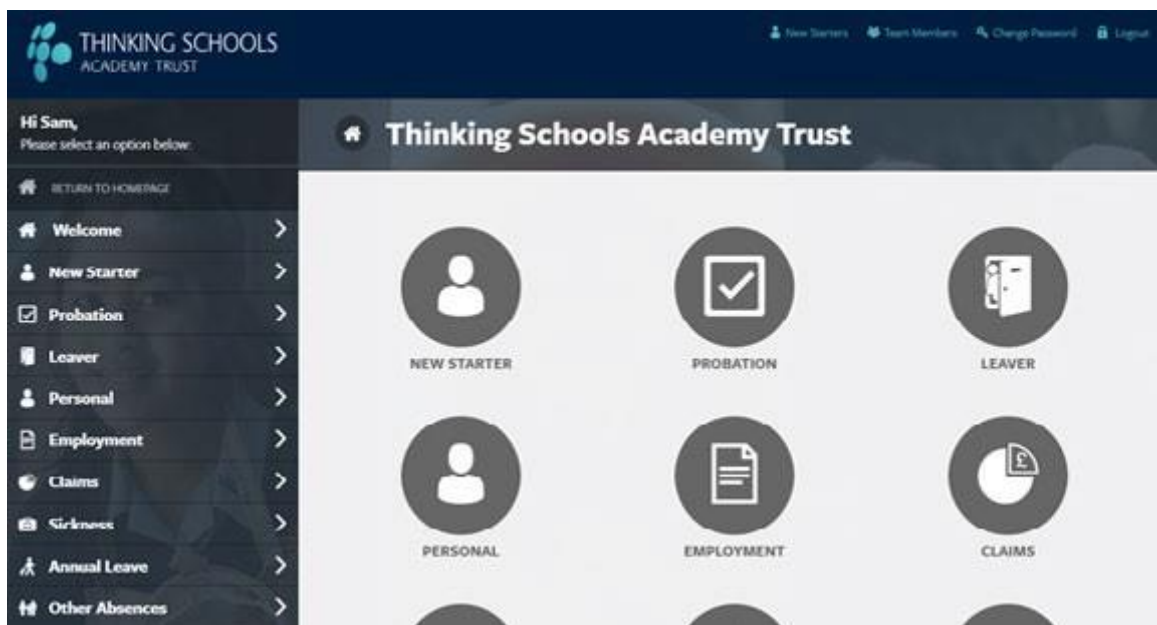 THINKING SCHOOLS
ACADEMY TRUST
New Starters Team Members Change Password Logout
Hi Sam,
Please select an option below:
Thinking Schools Academy Trust
RETURN TO HOMEPAGE
Welcome
New Starter
Probation
Leaver
Personal
Employment
Claims
Sickness
Annual Leave
Other Absences
NEW STARTER PROBATION LEAVER
PERSONAL EMPLOYMENT CLAIMS
£